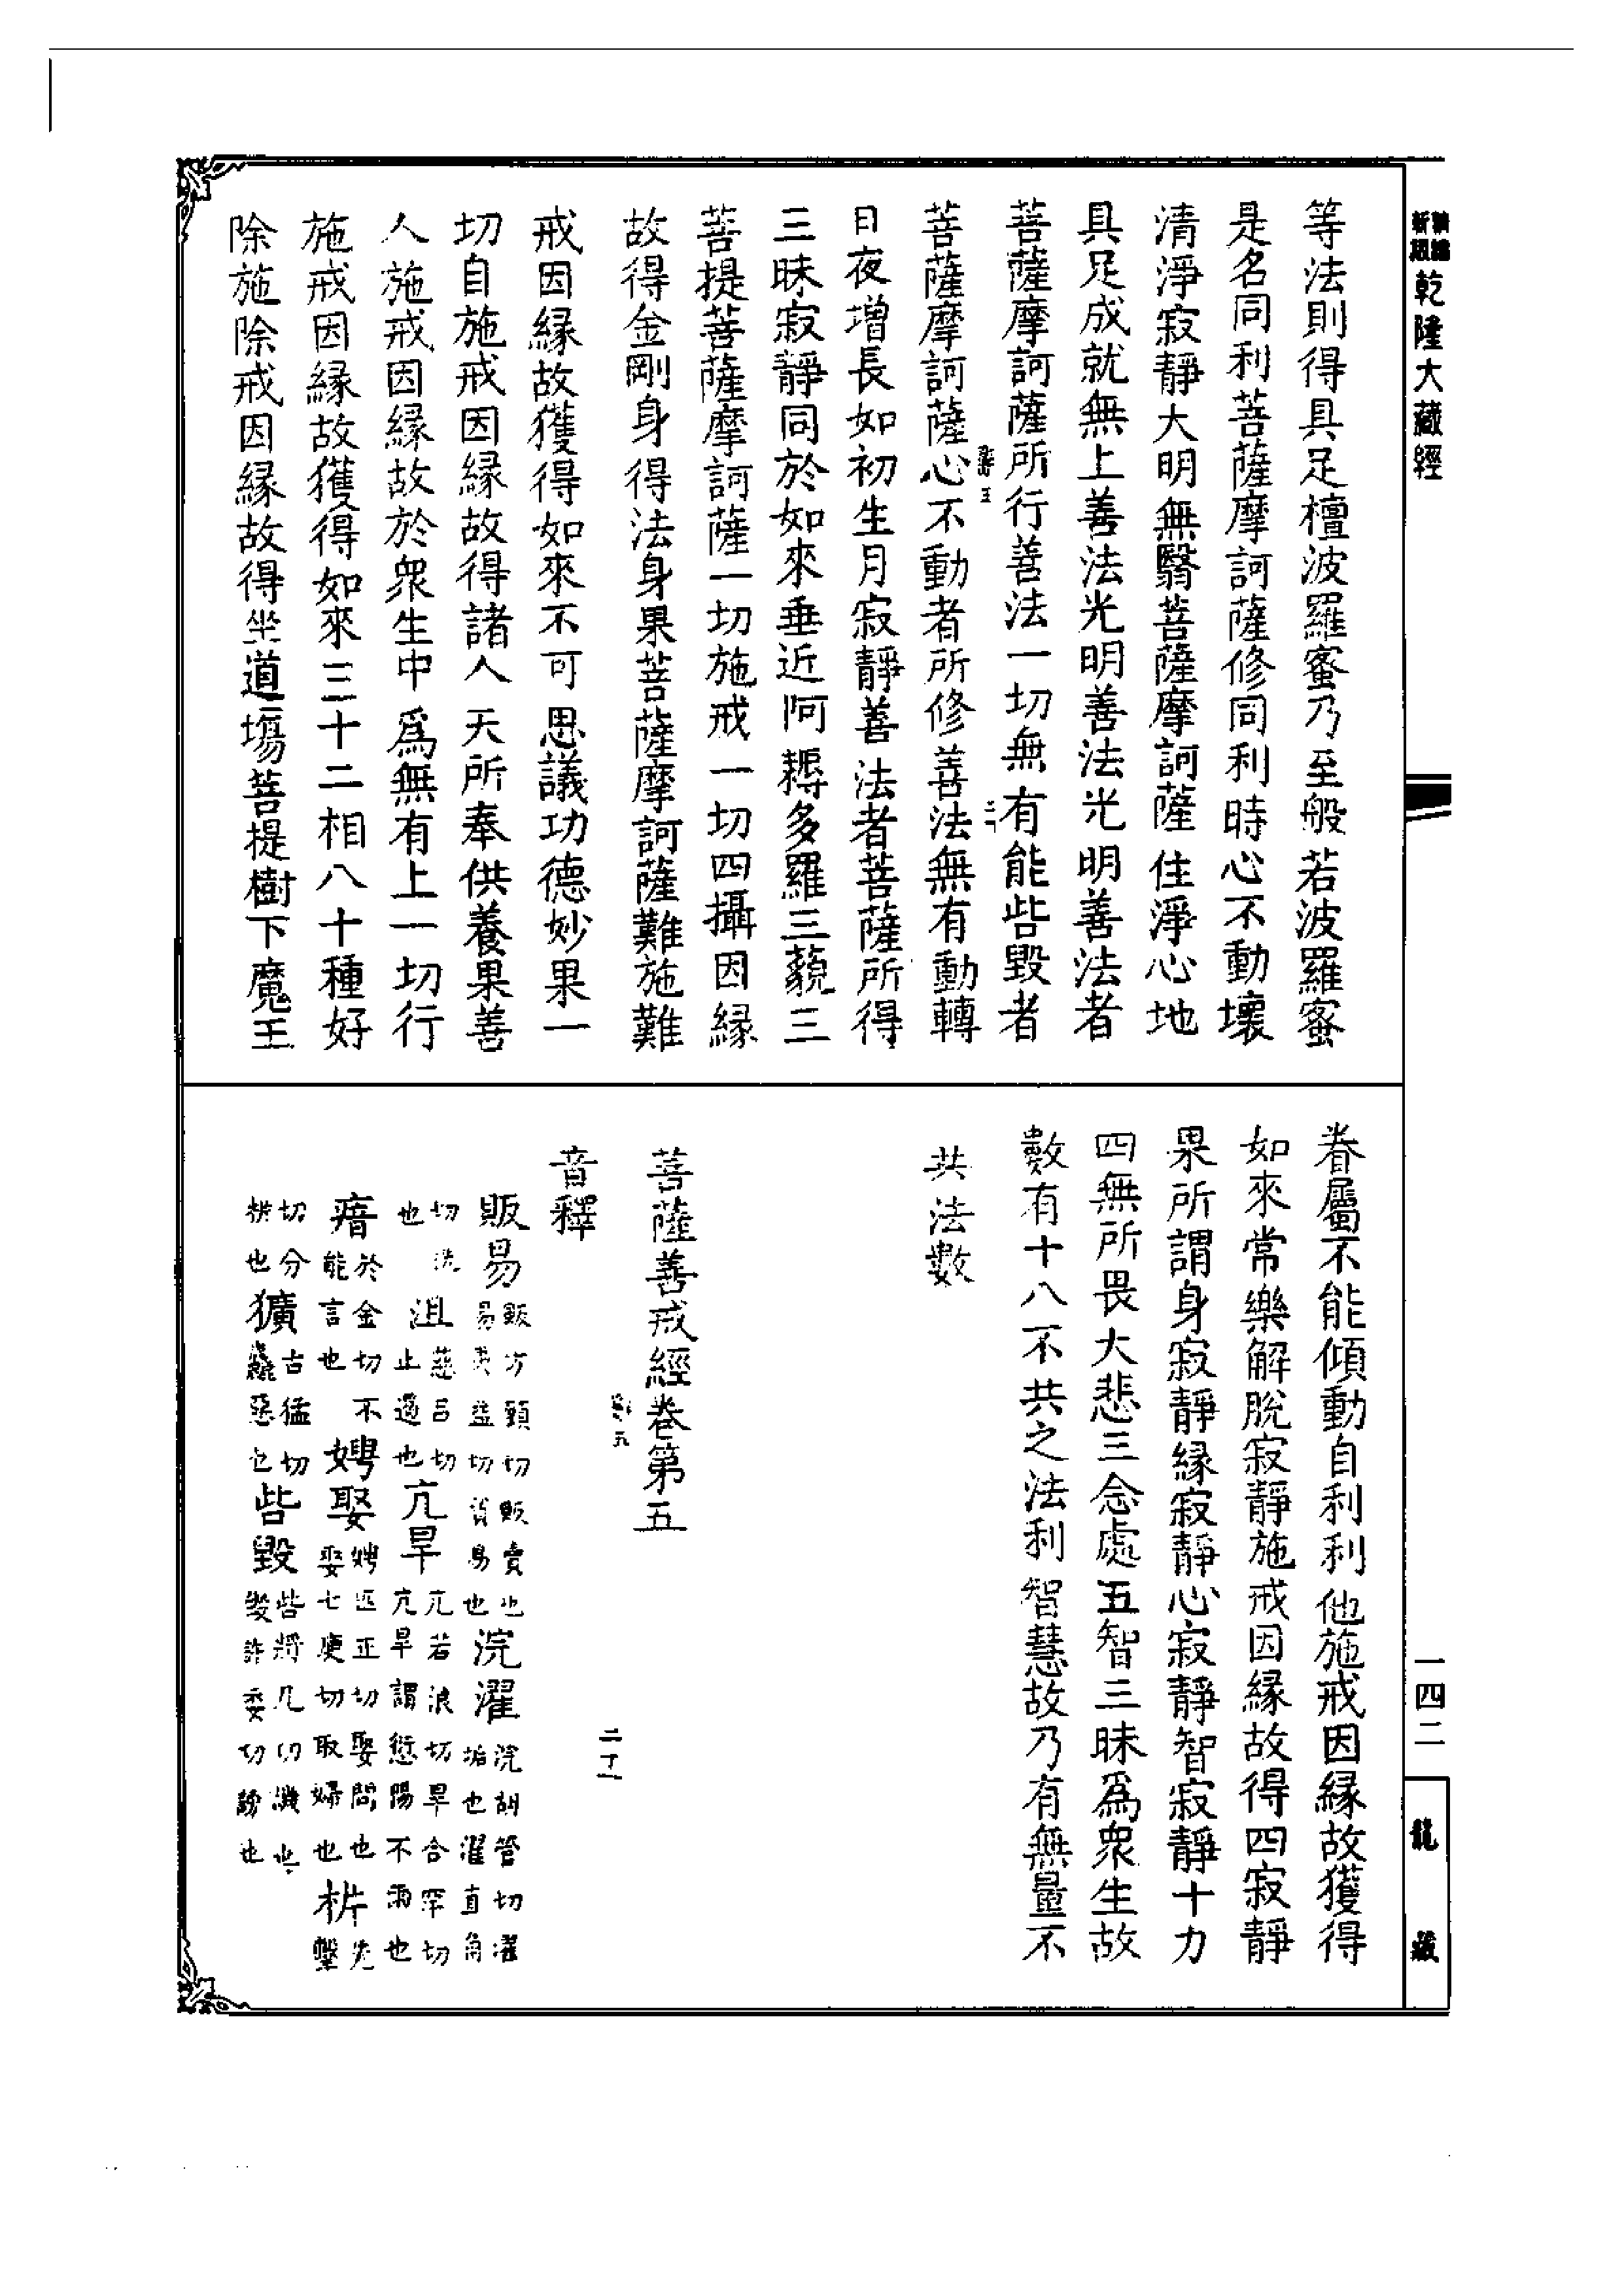 乾隆大藏經
等法則得具足檀波羅蜜乃至般若波羅蜜
是名同利菩薩摩訶薩修同利時心不動壞
清淨寂靜大明無翳菩薩摩訶薩住淨心地
具足成就無上善法光明善法光明善法者
菩薩摩訶薩所行善法一切無有能呰毀者
菩薩摩訶薩心不動者所修善法無有動轉
日夜增長如初生月寂靜善法者菩薩所得
三昧寂靜同於如來垂近阿耨多羅三藐三
菩提菩薩摩訶薩一切施戒一切四攝因緣
故得金剛身得法身果菩薩摩訶薩難施難
戒因緣故獲得如來不可思議功德妙果一
切自施戒因緣故得諸人天所奉供養果善
人施戒因緣故於衆生中爲無有上一切行
施戒因緣故獲得如來三十二相八十種好
除施除戒因緣故得坐道場菩提樹下魔王
眷屬不能傾動自利利他施戒因緣故獲得
如來常樂解脫寂靜施戒因緣故得四寂靜
果所謂身寂靜緣寂靜心寂靜智寂靜十力
四無所畏大悲三念處五智三昧爲衆生故
數有十八不共之法利智慧故乃有無量不
共法數
菩薩善戒經卷第五
音釋
販易
販方願切販賣也
易夷益切貿易也
浣濯
浣胡管切濯
垢也濯直角
切洗
也
沮
慈呂切
止遏也
亢旱
亢若浪切旱合罕切
亢旱謂愆陽不雨也
瘖
於金切不
能言也
娉娶
娉匹正切娶問也
娶七慶切取婦也
析
先
擊
切分
也
獷
古猛切
麤惡也
呰毀
呰將几切譏也
毀許委切謗也
一四二
龍
藏